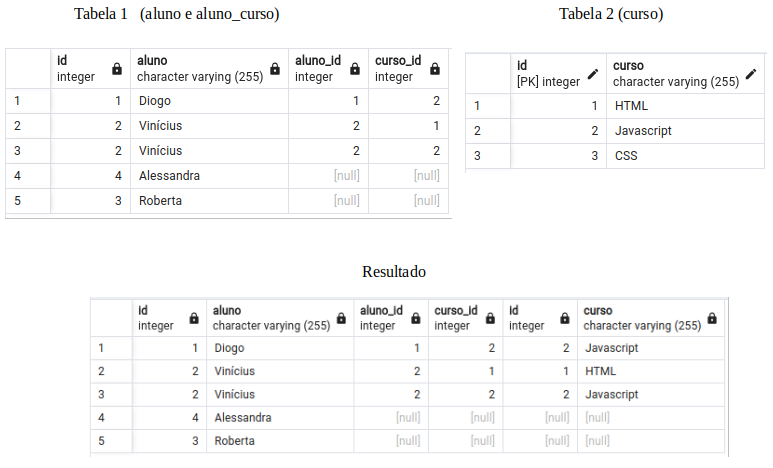 Tabela 1 (aluno e aluno_curso)
Tabela 2 (curso)
id integer aluno character varying (255) aluno_id integer curso_id integer
1 1 Diogo 1 2
2 2 Vinícius 2 1
3 2 Vinícius 2 2
4 4 Alessandra [null] [null]
5 3 Roberta [null] [null]
id [PK] integer curso character varying (255)
1 1 HTML
2 2 Javascript
3 3 CSS
Resultado
id integer aluno character varying (255) aluno_id integer curso_id integer id integer curso character varying (255)
1 1 Diogo 1 2 2 Javascript
2 2 Vinícius 2 1 1 HTML
3 2 Vinícius 2 2 2 Javascript
4 4 Alessandra [null] [null] [null] [null]
5 3 Roberta [null] [null] [null] [null]